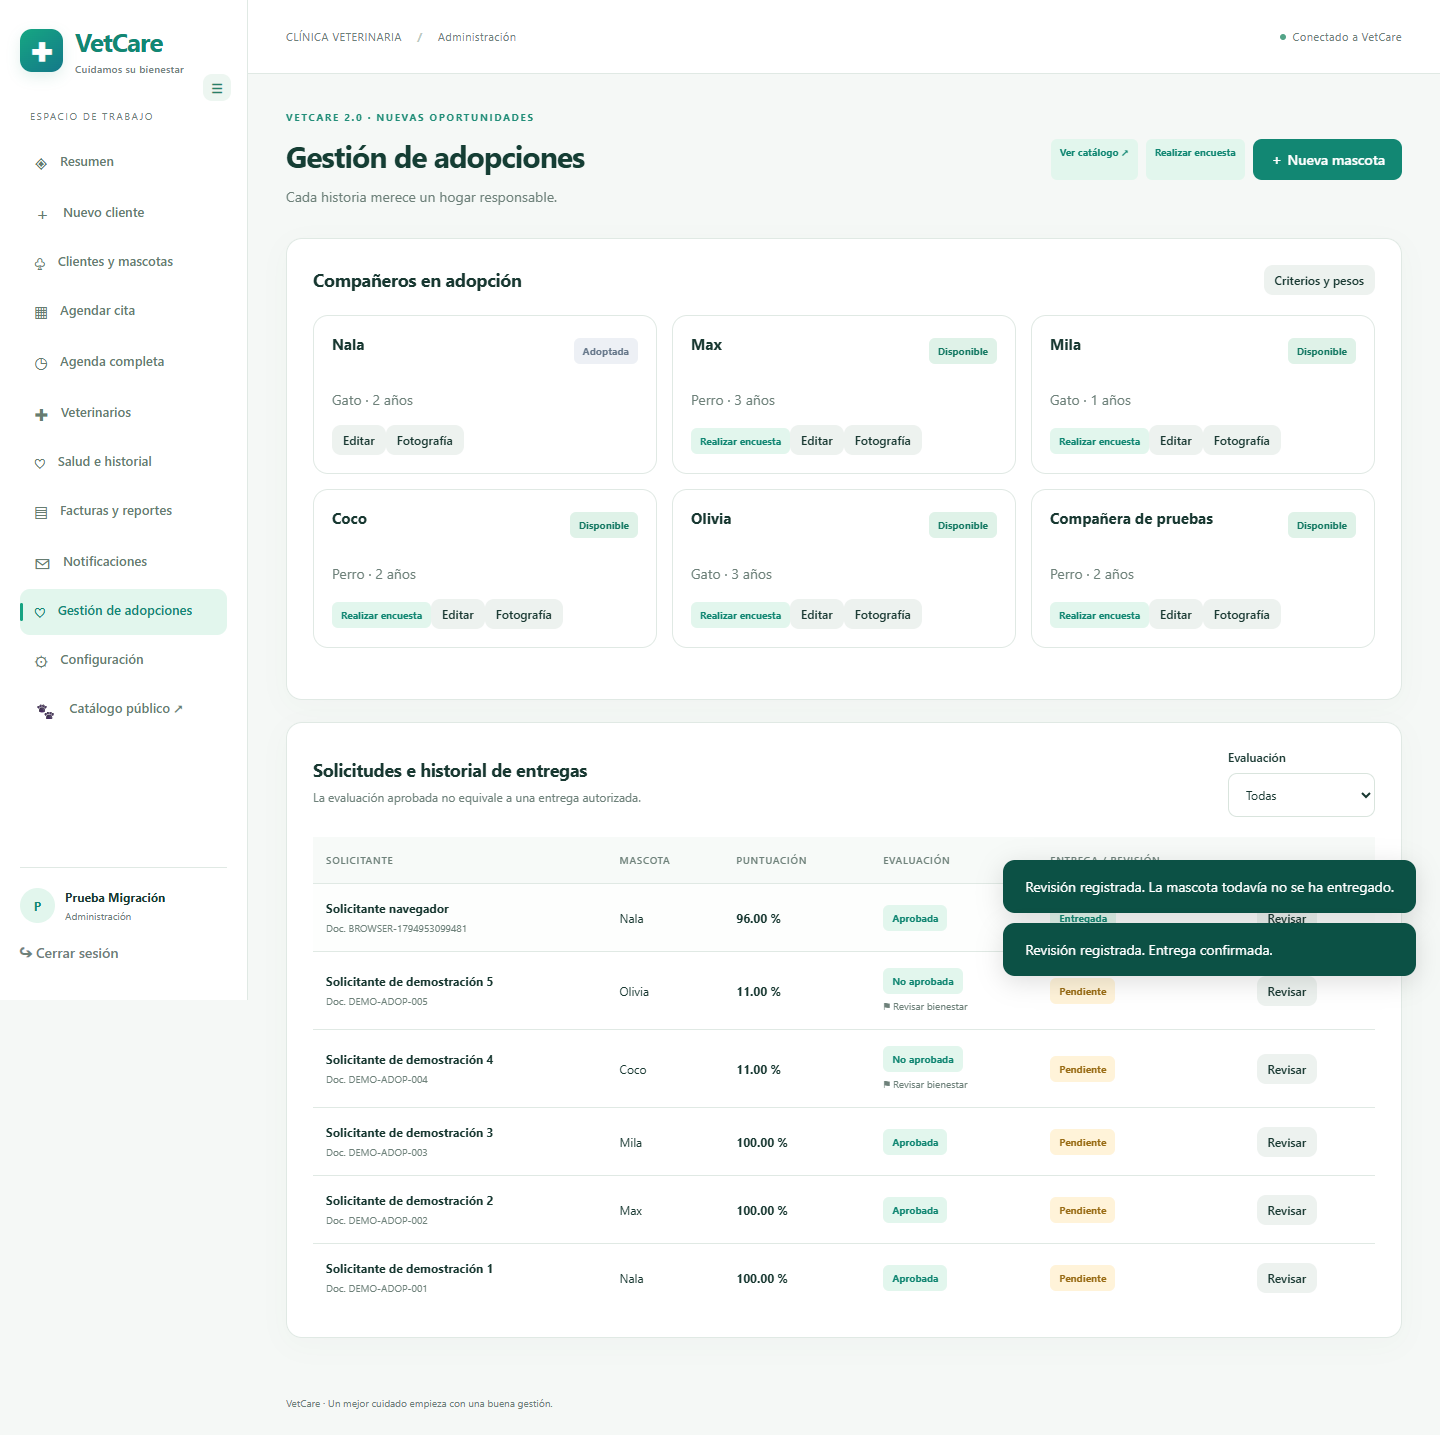 VetCare
Cuidamos su bienestar
☰
ESPACIO DE TRABAJO
Resumen
+ Nuevo cliente
Clientes y mascotas
Agendar cita
Agenda completa
Veterinarios
Salud e historial
Facturas y reportes
Notificaciones
Gestión de adopciones
Configuración
Catálogo público ↗
P
Prueba Migración
Administración
↪ Cerrar sesión
CLÍNICA VETERINARIA / Administración
Conectado a VetCare
VETCARE 2.0 · NUEVAS OPORTUNIDADES
Gestión de adopciones
Cada historia merece un hogar responsable.
Ver catálogo ↗
Realizar encuesta
+ Nueva mascota
Compañeros en adopción
Criterios y pesos
Nala
Adoptada
Gato · 2 años
Editar Fotografía
Max
Disponible
Perro · 3 años
Realizar encuesta Editar Fotografía
Mila
Disponible
Gato · 1 años
Realizar encuesta Editar Fotografía
Coco
Disponible
Perro · 2 años
Realizar encuesta Editar Fotografía
Olivia
Disponible
Gato · 3 años
Realizar encuesta Editar Fotografía
Compañera de pruebas
Disponible
Perro · 2 años
Realizar encuesta Editar Fotografía
Solicitudes e historial de entregas
La evaluación aprobada no equivale a una entrega autorizada.
Evaluación
Todas
SOLICITANTE MASCOTA PUNTUACIÓN EVALUACIÓN ENTREGA / REVISIÓN
Revisión registrada. La mascota todavía no se ha entregado.
Revisión registrada. Entrega confirmada.
Solicitante navegador
Doc. BROWSER-1794953099481
Nala 96.00 % Aprobada Entregada Revisar
Solicitante de demostración 5
Doc. DEMO-ADOP-005
Olivia 11.00 % No aprobada
⚑ Revisar bienestar
Pendiente Revisar
Solicitante de demostración 4
Doc. DEMO-ADOP-004
Coco 11.00 % No aprobada
⚑ Revisar bienestar
Pendiente Revisar
Solicitante de demostración 3
Doc. DEMO-ADOP-003
Mila 100.00 % Aprobada Pendiente Revisar
Solicitante de demostración 2
Doc. DEMO-ADOP-002
Max 100.00 % Aprobada Pendiente Revisar
Solicitante de demostración 1
Doc. DEMO-ADOP-001
Nala 100.00 % Aprobada Pendiente Revisar
VetCare · Un mejor cuidado empieza con una buena gestión.